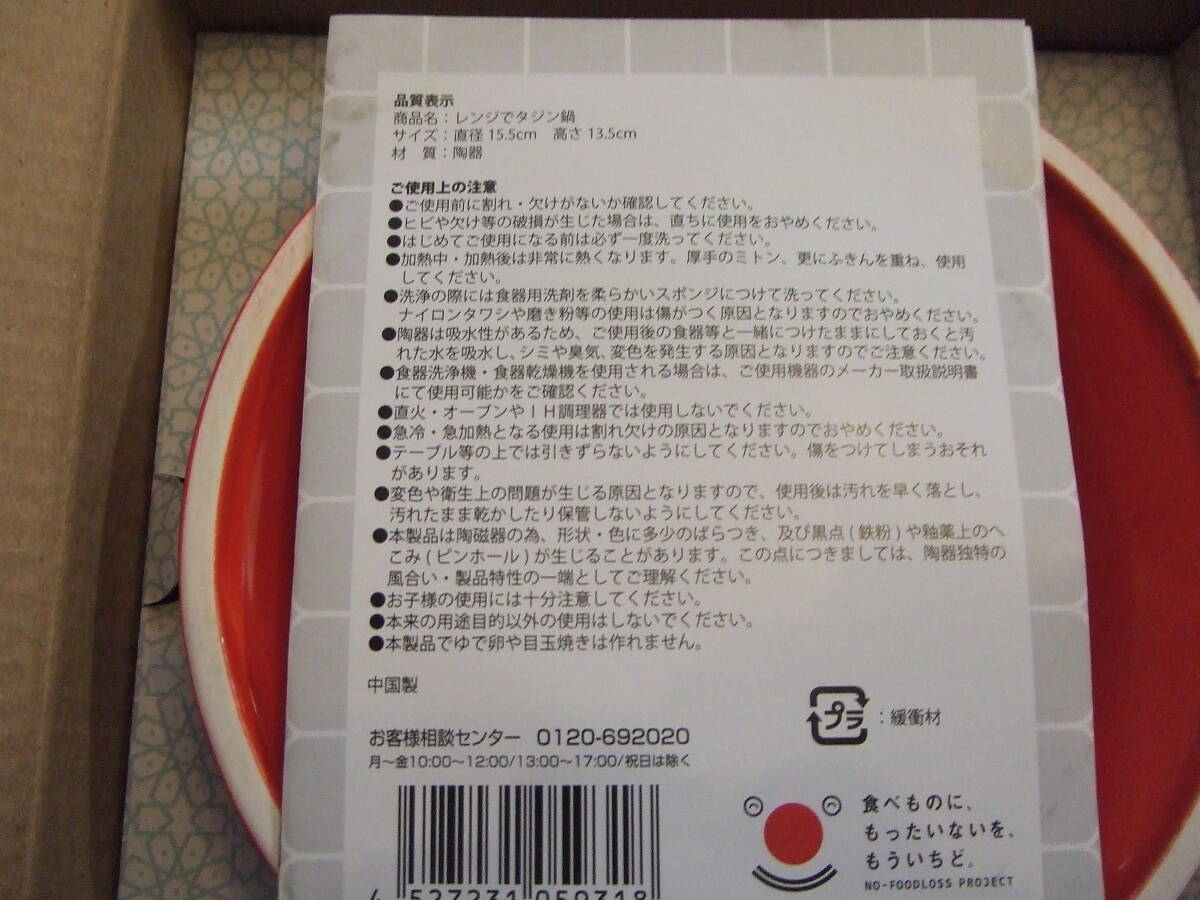 品質表示
商品名：レンジでタジン鍋
サイズ：直径 15.5cm　高さ 13.5cm
材　質：陶器
ご使用上の注意
●ご使用前に割れ・欠けがないか確認してください。
●ヒビや欠け等の破損が生じた場合は、直ちに使用をおやめください。
●はじめてご使用になる前は必ず一度洗ってください。
●加熱中・加熱後は非常に熱くなります。厚手のミトン、更にふきんを重ね、使用
してください。
●洗浄の際には食器用洗剤を柔らかいスポンジにつけて洗ってください。
ナイロンタワシや磨き粉等の使用は傷がつく原因となりますのでおやめください。
●陶器は吸水性があるため、ご使用後の食器等と一緒につけたままにしておくと汚
れた水を吸水し、シミや臭気、変色を発生する原因となりますのでご注意ください。
●食器洗浄機・食器乾燥機を使用される場合は、ご使用機器のメーカー取扱説明書
にて使用可能かをご確認ください。
●直火・オーブンやＩＨ調理器では使用しないでください。
●急冷・急加熱となる使用は割れ欠けの原因となりますのでおやめください。
●テーブル等の上では引きずらないようにしてください。傷をつけてしまうおそれ
があります。
●変色や衛生上の問題が生じる原因となりますので、使用後は汚れを早く落とし、
汚れたまま乾かしたり保管しないようにしてください。
●本製品は陶磁器の為、形状・色に多少のばらつき、及び黒点(鉄粉)や釉薬上のへ
こみ(ピンホール)が生じることがあります。この点につきましては、陶器独特の
風合い・製品特性の一端としてご理解ください。
●お子様の使用には十分注意してください。
●本来の用途目的以外の使用はしないでください。
●本製品でゆで卵や目玉焼きは作れません。
中国製
プラ：緩衝材
お客様相談センター　0120-692020
月〜金10:00〜12:00/13:00〜17:00/祝日は除く
4 527231 059318
食べものに、
もったいないを、
もういちど。
NO-FOODLOSS PROJECT